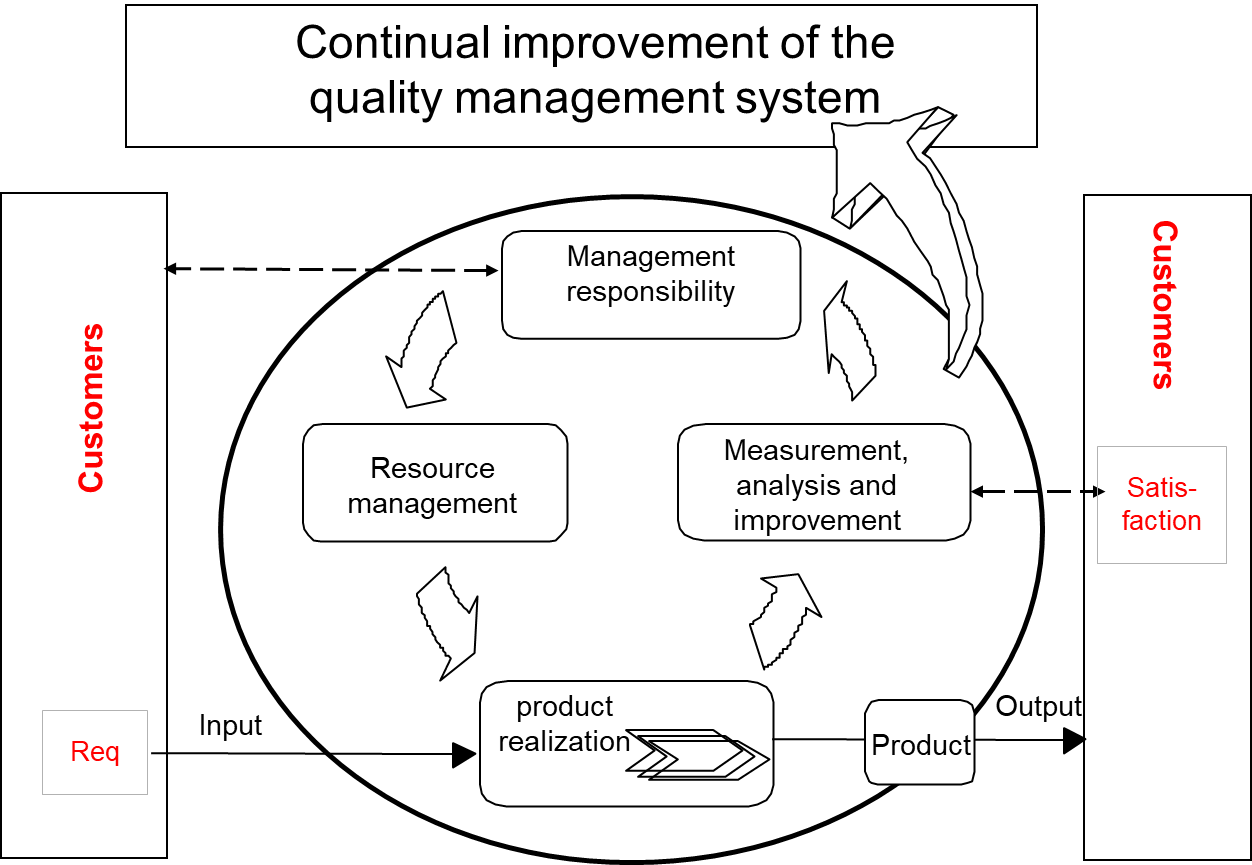 Continual improvement of the
quality management system
Customers
Customers
Management
responsibility
Resource
management
Measurement,
analysis and
improvement
Satis-
faction
product
realization
Req
Input
Product
Output